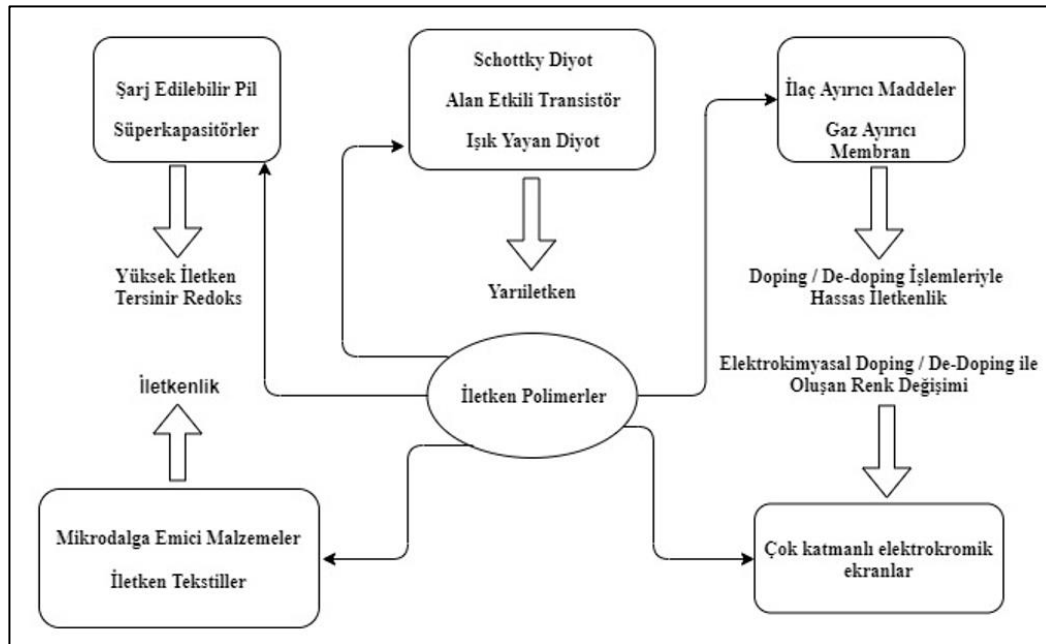 Şarj Edilebilir Pil
Süperkapasitörler
Schottky Diyot
Alan Etkili Transistör
Işık Yayan Diyot
İlaç Ayırıcı Maddeler
Gaz Ayırıcı
Membran
Yüksek İletken
Tersinir Redoks
Yarıiletken
Doping / De-doping İşlemleriyle
Hassas İletkenlik
İletkenlik
İletken Polimerler
Elektrokimyasal Doping / De-Doping ile
Oluşan Renk Değişimi
Mikrodalga Emici Malzemeler
İletken Tekstiller
Çok katmanlı elektrokromik
ekranlar